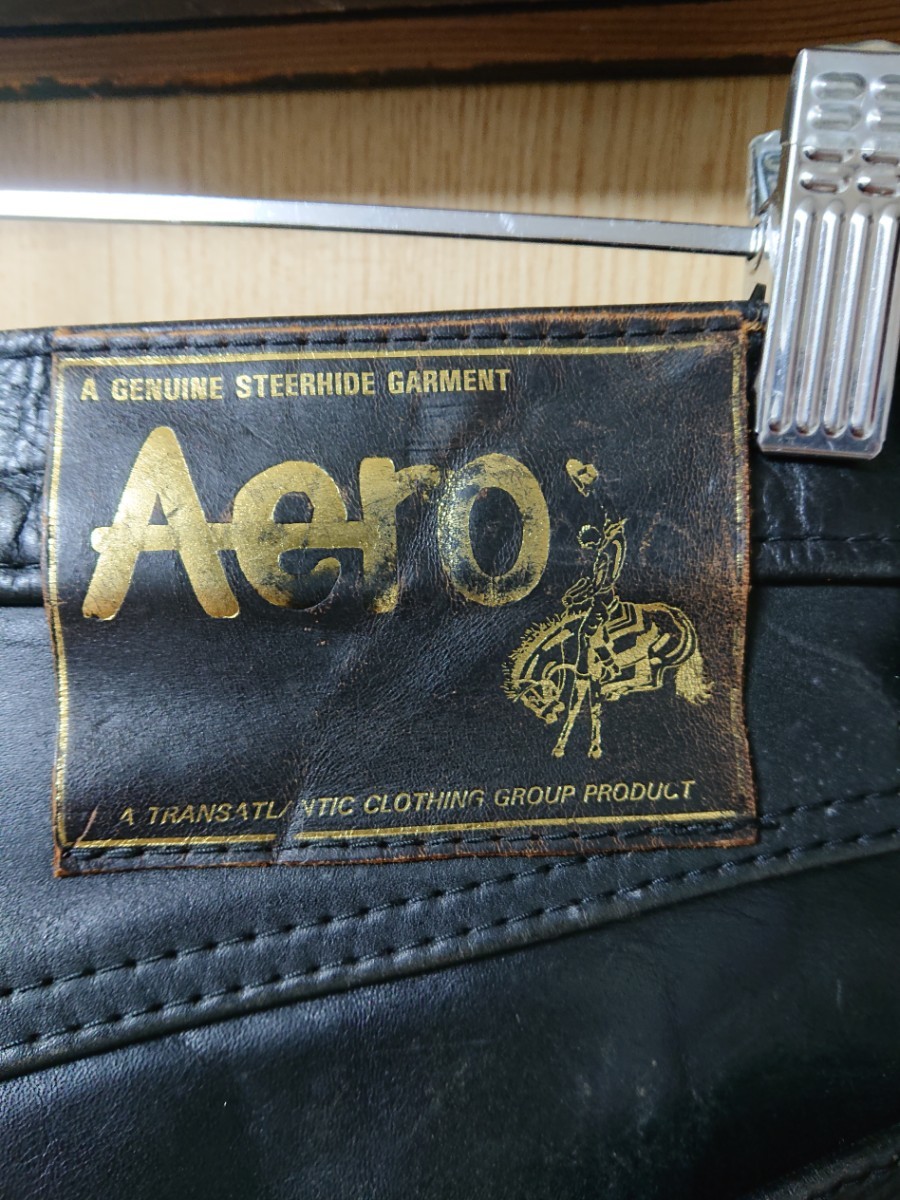 A GENUINE STEERHIDE GARMENT
Aero
A TRANSATLANTIC CLOTHING GROUP PRODUCT